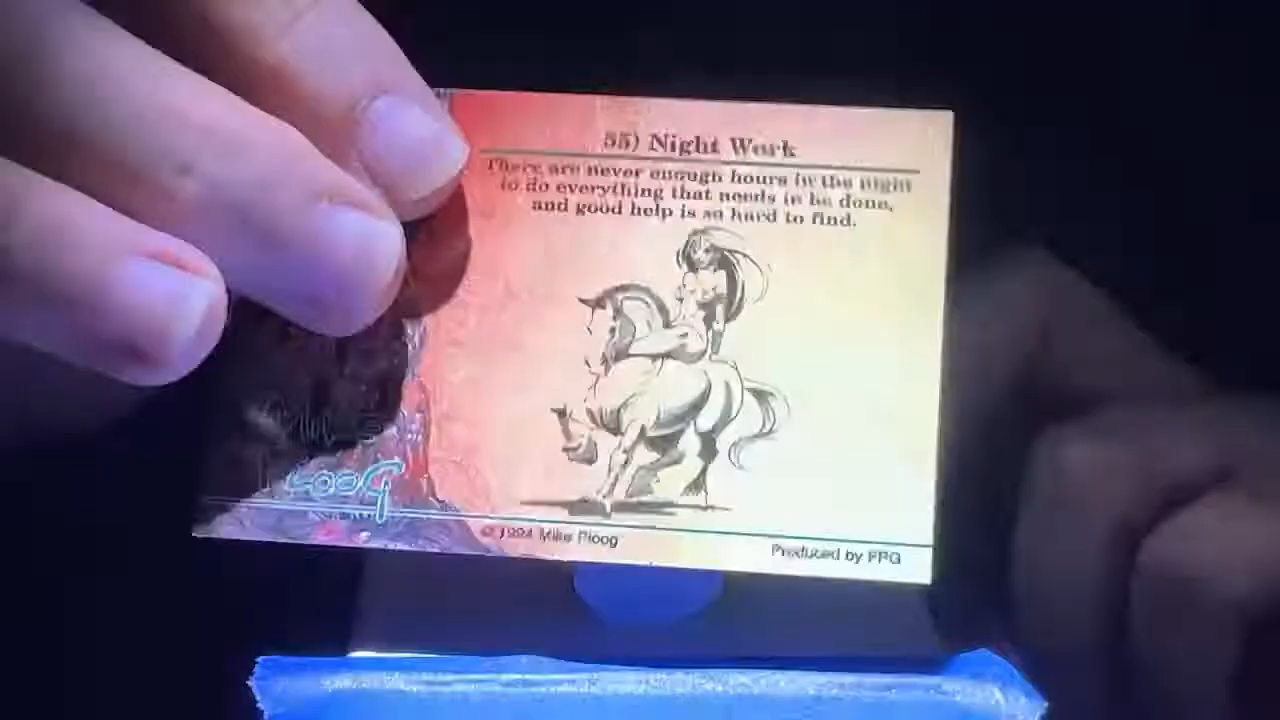 55) Night Work
There are never enough hours in the night
to do everything that needs to be done,
and good help is so hard to find.
Ploog
© 1994 Mike Ploog
Produced by FPG